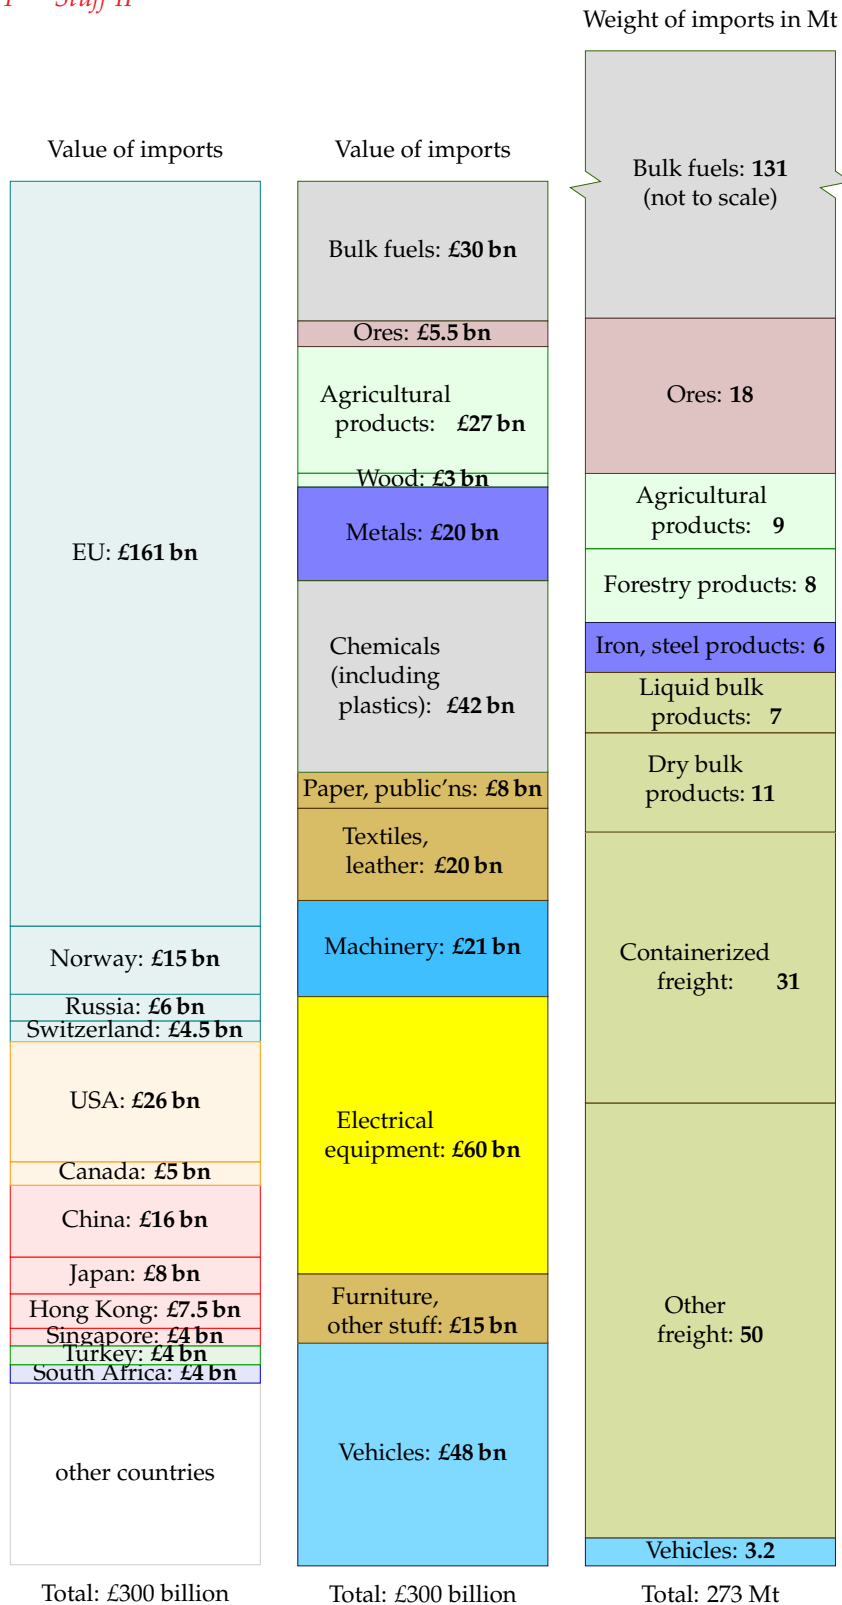 Stuff II
Value of imports
EU: £161 bn
Norway: £15 bn
Russia: £6 bn
Switzerland: £4.5 bn
USA: £26 bn
Canada: £5 bn
China: £16 bn
Japan: £8 bn
Hong Kong: £7.5 bn
Singapore: £4 bn
Turkey: £4 bn
South Africa: £4 bn
other countries
Total: £300 billion
Value of imports
Bulk fuels: £30 bn
Ores: £5.5 bn
Agricultural
products: £27 bn
Wood: £3 bn
Metals: £20 bn
Chemicals
(including
plastics): £42 bn
Paper, public’ns: £8 bn
Textiles,
leather: £20 bn
Machinery: £21 bn
Electrical
equipment: £60 bn
Furniture,
other stuff: £15 bn
Vehicles: £48 bn
Total: £300 billion
Weight of imports in Mt
Bulk fuels: 131
(not to scale)
Ores: 18
Agricultural
products: 9
Forestry products: 8
Iron, steel products: 6
Liquid bulk
products: 7
Dry bulk
products: 11
Containerized
freight: 31
Other
freight: 50
Vehicles: 3.2
Total: 273 Mt